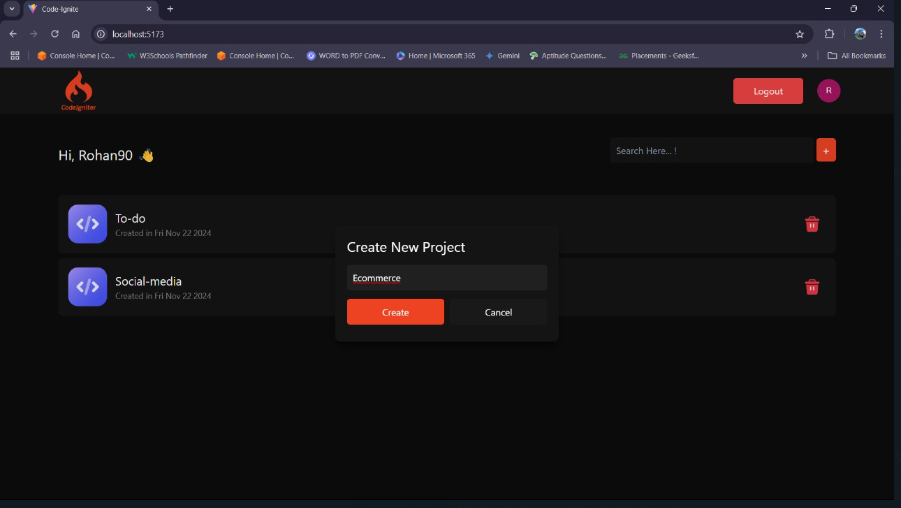 Code-Ignite
localhost:5173
Console Home | Co...
W3Schools Pathfinder
Console Home | Co...
WORD to PDF Conv...
Home | Microsoft 365
Gemini
Aptitude Questions...
Placements - Geeksf...
»
All Bookmarks
CodeIgniter
Logout
R
Hi, Rohan90 👋
Search Here... !
+
To-do
Created in Fri Nov 22 2024
Social-media
Created in Fri Nov 22 2024
Create New Project
Ecommerce
Create
Cancel